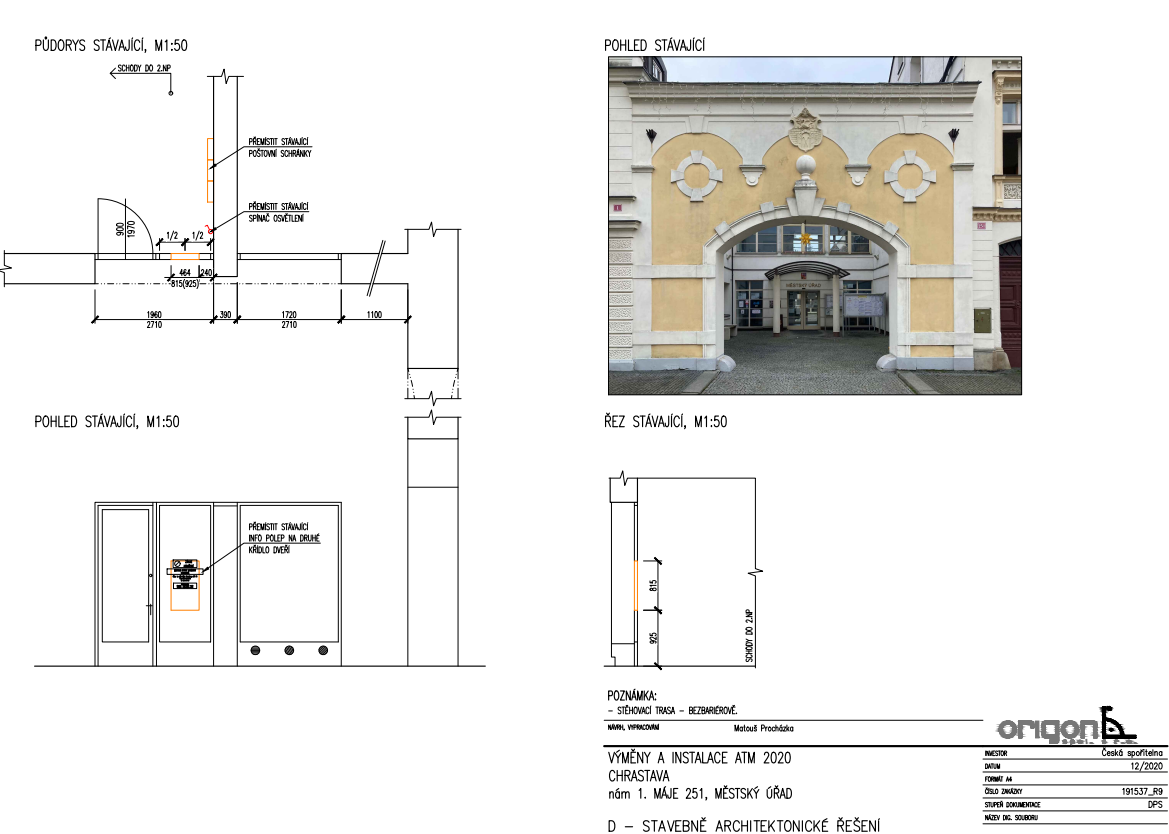 PŮDORYS STÁVAJÍCÍ, M1:50
SCHODY DO 2.NP
PŘEMÍSTIT STÁVAJÍCÍ
POŠTOVNÍ SCHRÁNKY
PŘEMÍSTIT STÁVAJÍCÍ
SPÍNAČ OSVĚTLENÍ
900
1970
1/2
1/2
464
240
815(925)
1960
2710
390
1720
2710
1100
POHLED STÁVAJÍCÍ
MĚSTSKÝ ÚŘAD
POHLED STÁVAJÍCÍ, M1:50
PŘEMÍSTIT STÁVAJÍCÍ
INFO POLEP NA DRUHÉ
KŘÍDLO DVEŘÍ
ŘEZ STÁVAJÍCÍ, M1:50
815
925
SCHODY DO 2.NP
POZNÁMKA:
- STĚHOVACÍ TRASA - BEZBARIÉROVĚ.
NÁVRH, VYPRACOVÁNÍ Matouš Procházka
origon
VÝMĚNY A INSTALACE ATM 2020
CHRASTAVA
nám 1. MÁJE 251, MĚSTSKÝ ÚŘAD
D - STAVEBNĚ ARCHITEKTONICKÉ ŘEŠENÍ
INVESTOR Česká spořitelna
DATUM 12/2020
FORMÁT A4
ČÍSLO ZAKÁZKY 191537_R9
STUPEŇ DOKUMENTACE DPS
NÁZEV DIG. SOUBORU